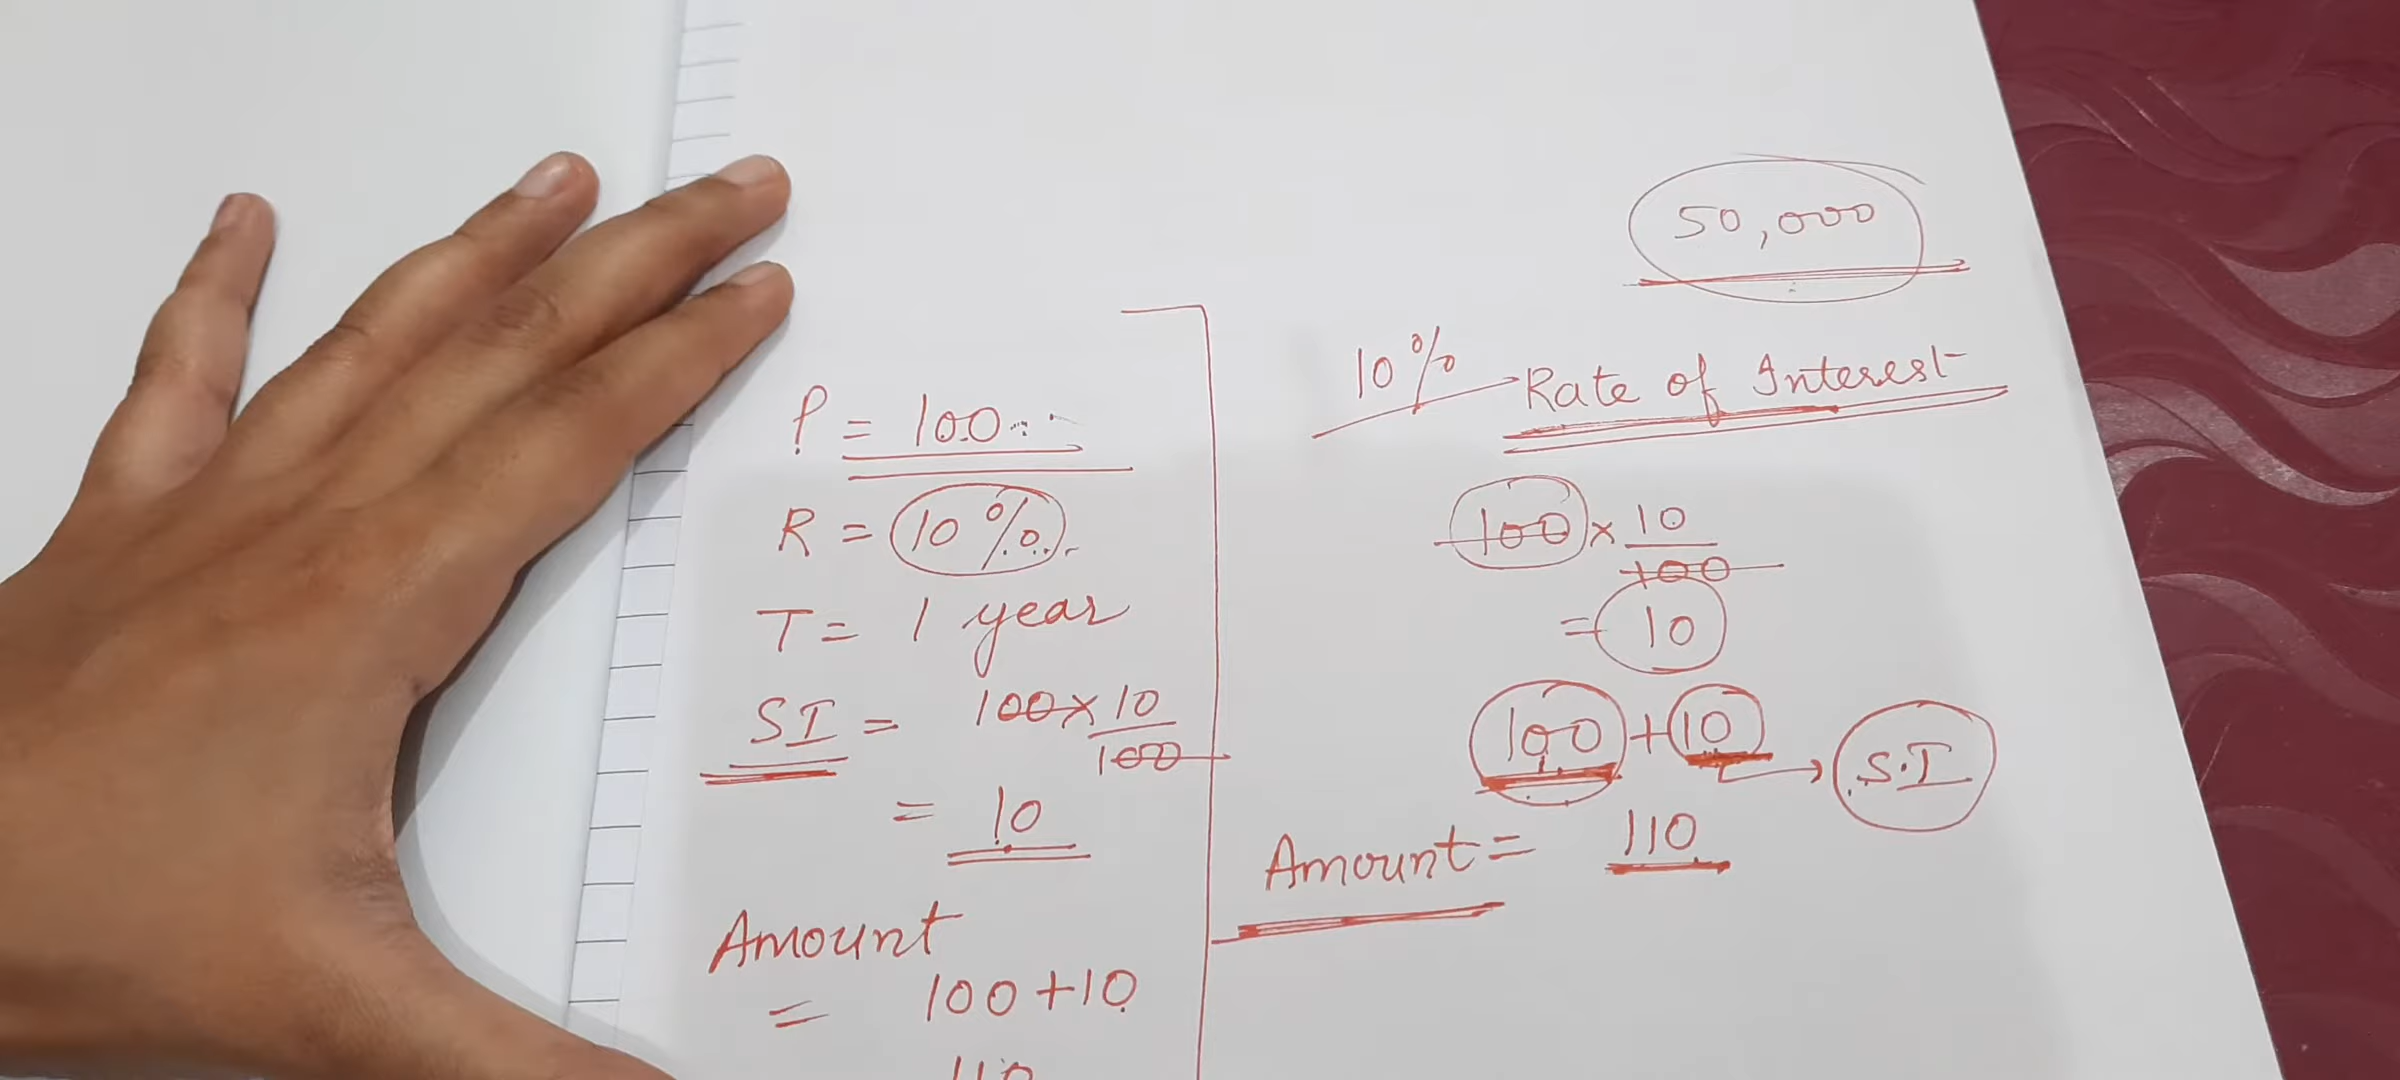 P = 100
R = 10%
T = 1 year
SI = 100 × 10
100
= 10
Amount
= 100 + 10
110
50,000
10% Rate of Interest
100 × 10
100
= 10
100 + 10 → S.I
Amount = 110